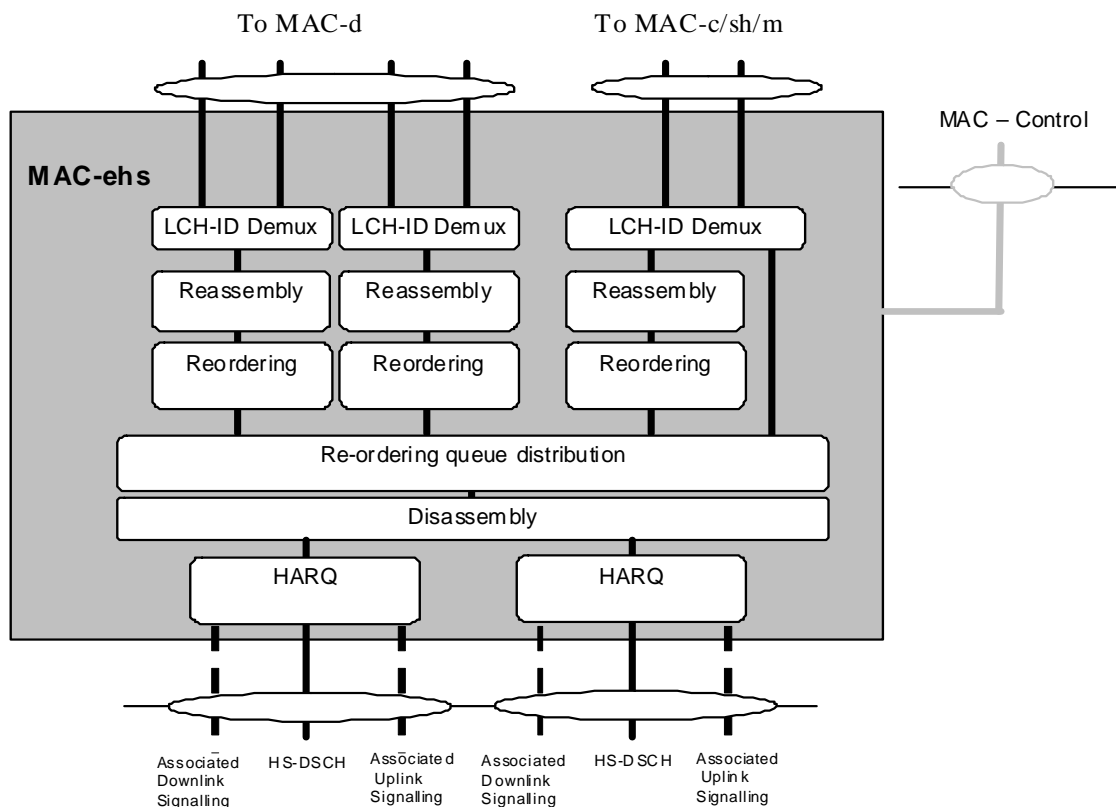 To MAC-d
To MAC-c/sh/m
MAC – Control
MAC-ehs
LCH-ID Demux
LCH-ID Demux
LCH-ID Demux
Reassembly
Reassembly
Reassembly
Reordering
Reordering
Reordering
Re-ordering queue distribution
Disassembly
HARQ
HARQ
Associated
Downlink
Signalling
HS-DSCH
Associated
Uplink
Signalling
Associated
Downlink
Signalling
HS-DSCH
Associated
Uplink
Signalling